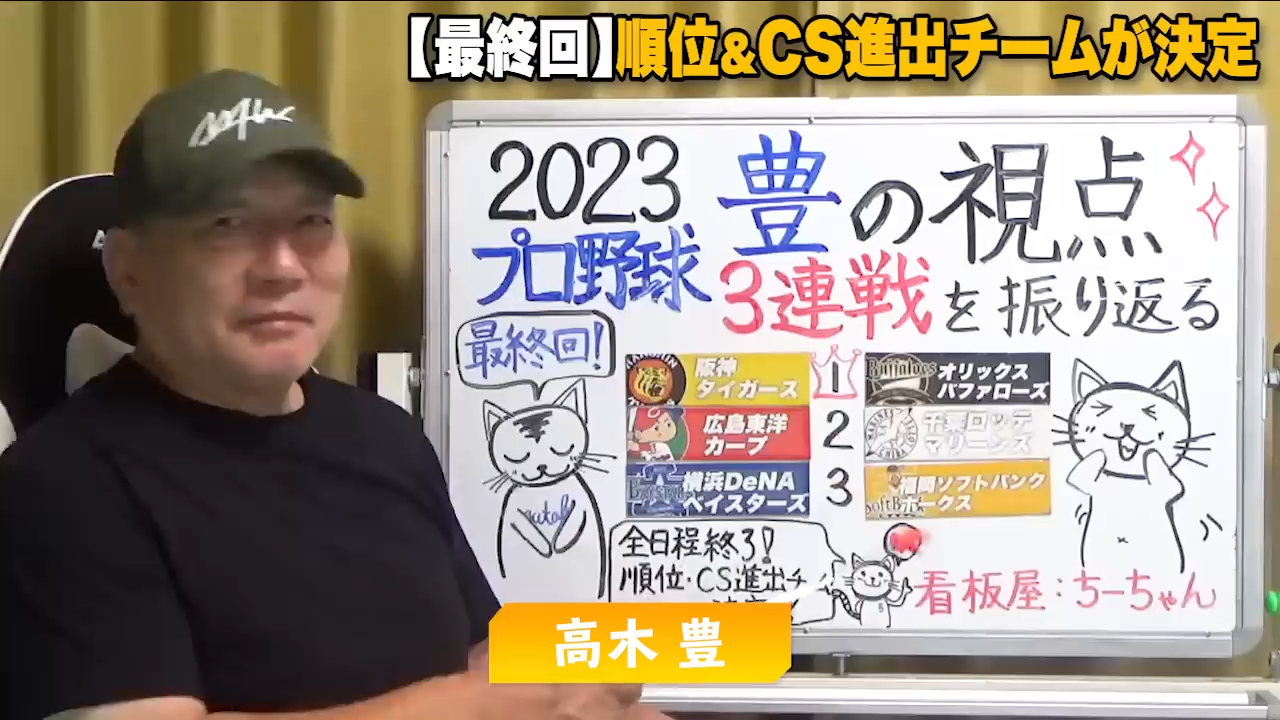 【最終回】順位&CS進出チームが決定
2023 豊の視点
プロ野球 3連戦を振り返る
最終回!
阪神
タイガース
1
Buffaloes
オリックス
バファローズ
広島東洋
カープ
2
千葉ロッテ
マリーンズ
横浜DeNA
ベイスターズ
3
福岡ソフトバンク
ホークス
全日程終了!
順位・CS進出チ
看板屋:ちーちゃん
高木 豊